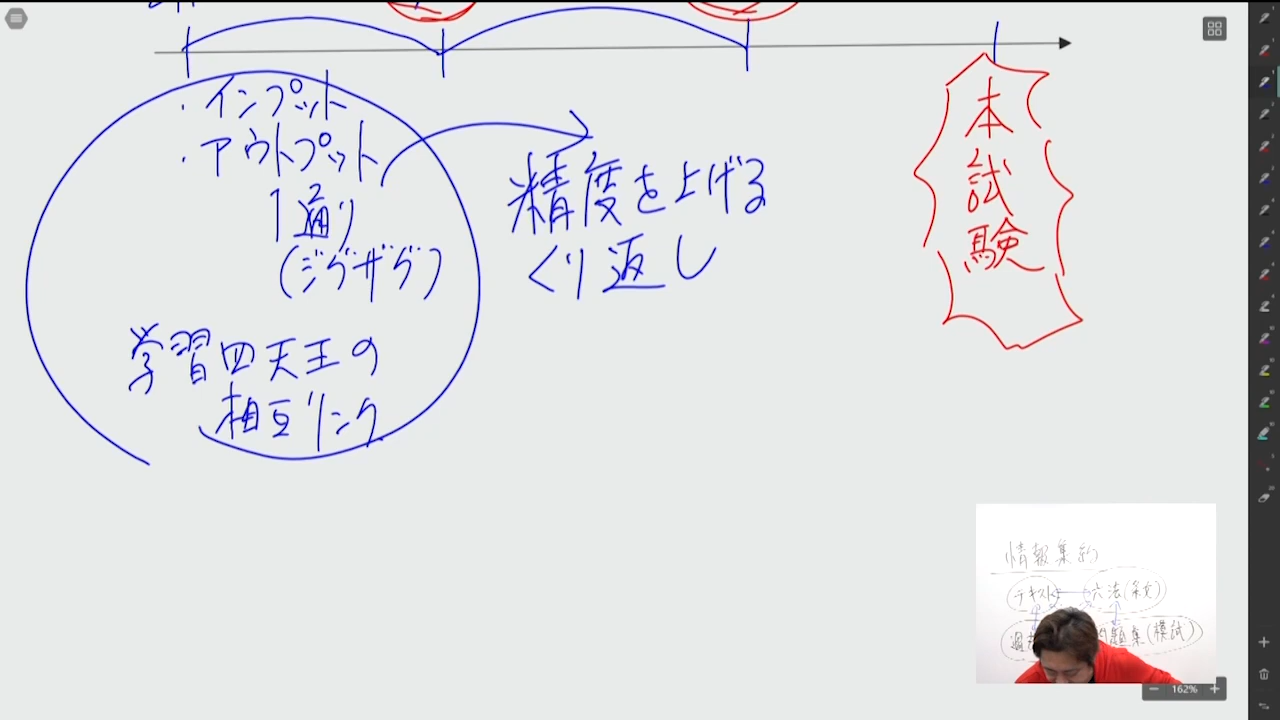 ・インプット
・アウトプット
1通り
(ジグザグ)
学習四天王の
相互リンク
精度を上げる
くり返し
本試験
情報集約
テキスト
六法(条文)
過
問題集(模試)
162%